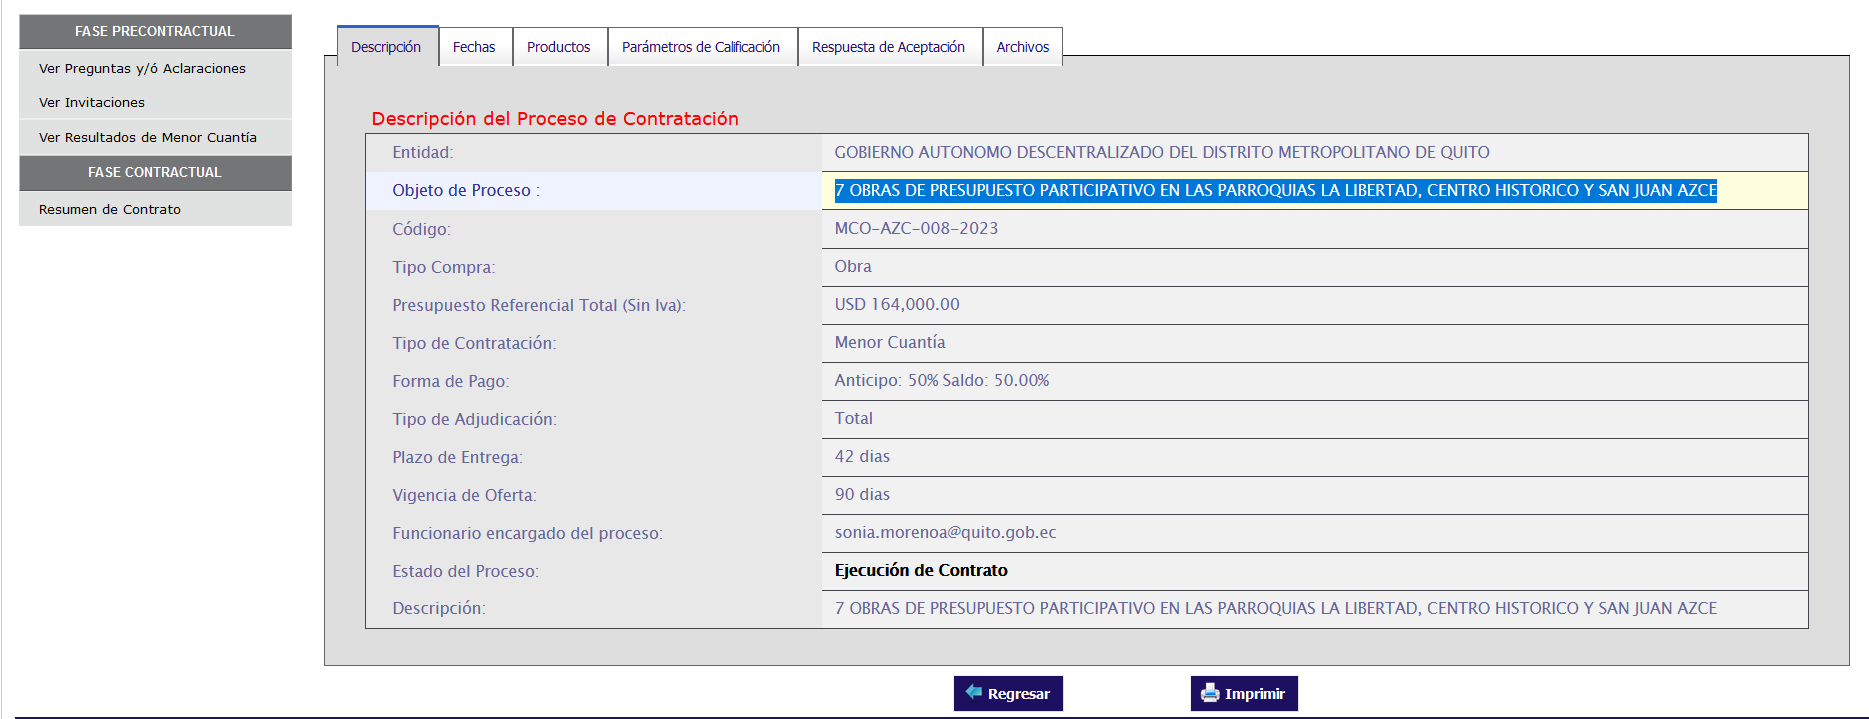 FASE PRECONTRACTUAL
Ver Preguntas y/ó Aclaraciones
Ver Invitaciones
Ver Resultados de Menor Cuantía
FASE CONTRACTUAL
Resumen de Contrato
Descripción Fechas Productos Parámetros de Calificación Respuesta de Aceptación Archivos
Descripción del Proceso de Contratación
Entidad: GOBIERNO AUTONOMO DESCENTRALIZADO DEL DISTRITO METROPOLITANO DE QUITO
Objeto de Proceso : 7 OBRAS DE PRESUPUESTO PARTICIPATIVO EN LAS PARROQUIAS LA LIBERTAD, CENTRO HISTORICO Y SAN JUAN AZCE
Código: MCO-AZC-008-2023
Tipo Compra: Obra
Presupuesto Referencial Total (Sin Iva): USD 164,000.00
Tipo de Contratación: Menor Cuantía
Forma de Pago: Anticipo: 50% Saldo: 50.00%
Tipo de Adjudicación: Total
Plazo de Entrega: 42 dias
Vigencia de Oferta: 90 dias
Funcionario encargado del proceso: sonia.morenoa@quito.gob.ec
Estado del Proceso: Ejecución de Contrato
Descripción: 7 OBRAS DE PRESUPUESTO PARTICIPATIVO EN LAS PARROQUIAS LA LIBERTAD, CENTRO HISTORICO Y SAN JUAN AZCE
Regresar Imprimir